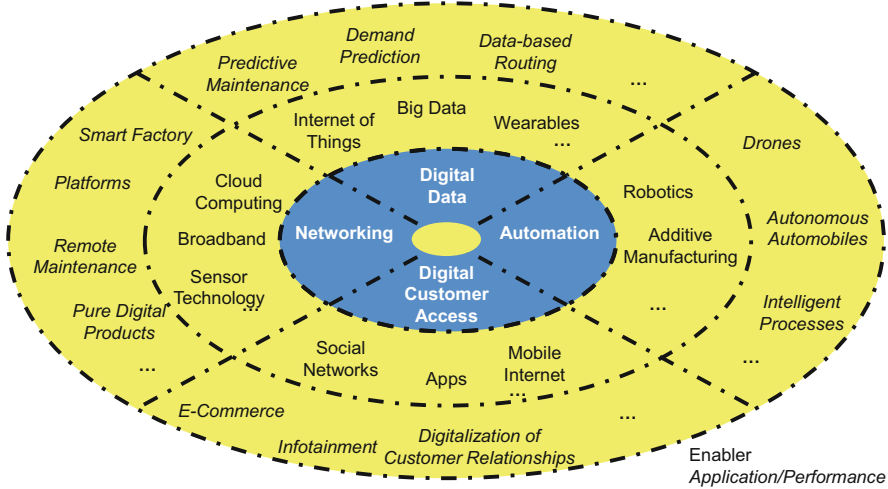 Demand
Prediction
Data-based
Routing
Predictive
Maintenance
...
Big Data
Internet of
Things
Wearables
...
Smart Factory
Drones
Platforms
Cloud
Computing
Digital
Data
Robotics
Networking
Automation
Broadband
Additive
Manufacturing
Autonomous
Automobiles
Remote
Maintenance
Sensor
Technology
...
Digital
Customer
Access
...
Pure Digital
Products
...
Intelligent
Processes
...
Social
Networks
Apps
Mobile
Internet
...
E-Commerce
Infotainment
Digitalization of
Customer Relationships
...
Enabler
Application/Performance